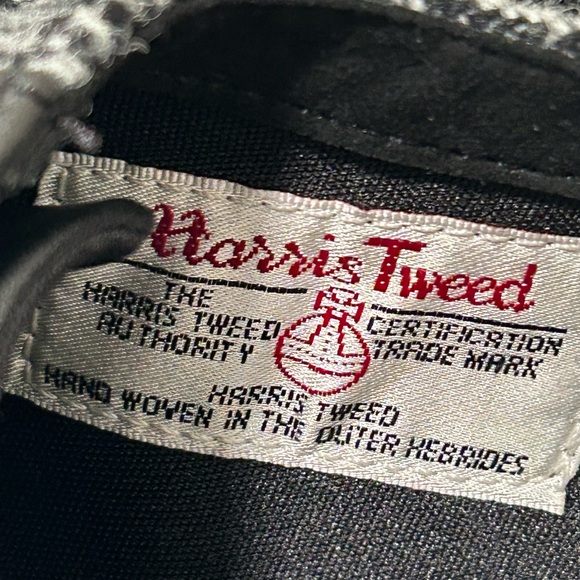 Harris Tweed
THE HARRIS TWEED AUTHORITY
CERTIFICATION TRADE MARK
HARRIS TWEED
HAND WOVEN IN THE OUTER HEBRIDES